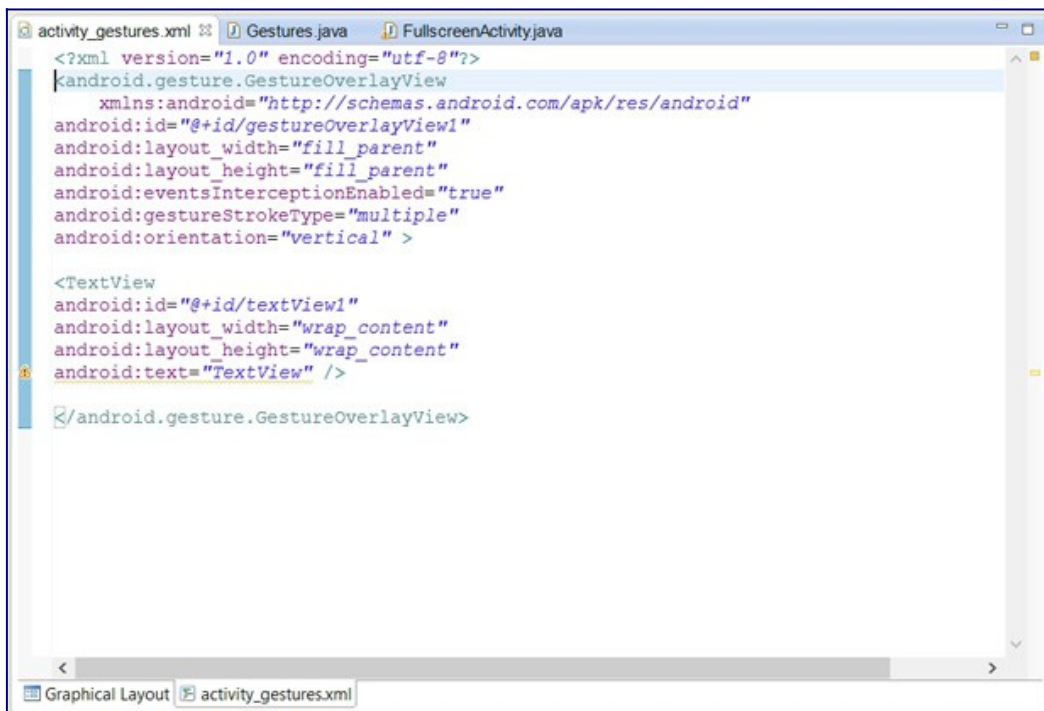 activity_gestures.xml Gestures.java FullscreenActivity.java
<?xml version="1.0" encoding="utf-8"?>
<android.gesture.GestureOverlayView
xmlns:android="http://schemas.android.com/apk/res/android"
android:id="@+id/gestureOverlayView1"
android:layout_width="fill_parent"
android:layout_height="fill_parent"
android:eventsInterceptionEnabled="true"
android:gestureStrokeType="multiple"
android:orientation="vertical" >
<TextView
android:id="@+id/textView1"
android:layout_width="wrap_content"
android:layout_height="wrap_content"
android:text="TextView" />
</android.gesture.GestureOverlayView>
Graphical Layout activity_gestures.xml